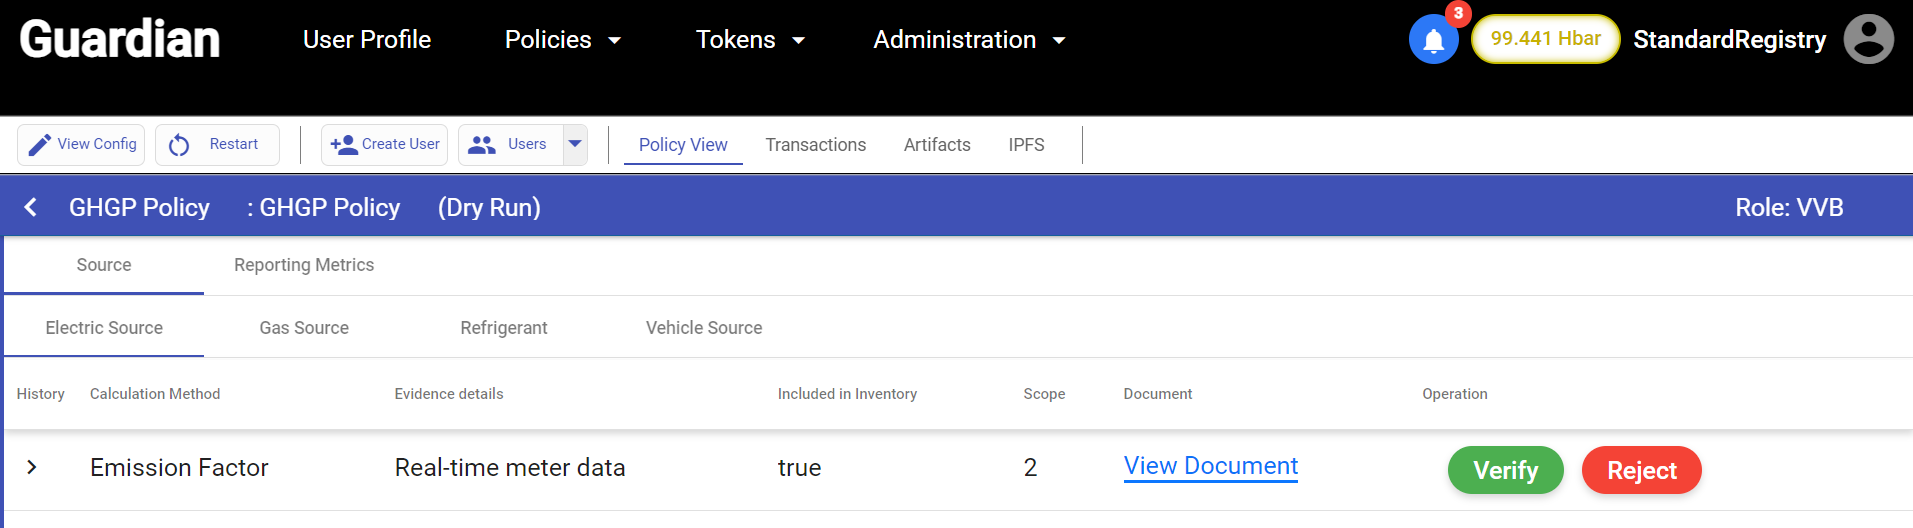 Guardian User Profile Policies Tokens Administration 3 99.441 Hbar StandardRegistry
View Config Restart Create User Users Policy View Transactions Artifacts IPFS
GHGP Policy : GHGP Policy (Dry Run) Role: VVB
Source Reporting Metrics
Electric Source Gas Source Refrigerant Vehicle Source
History Calculation Method Evidence details Included in Inventory Scope Document Operation
Emission Factor Real-time meter data true 2 View Document Verify Reject